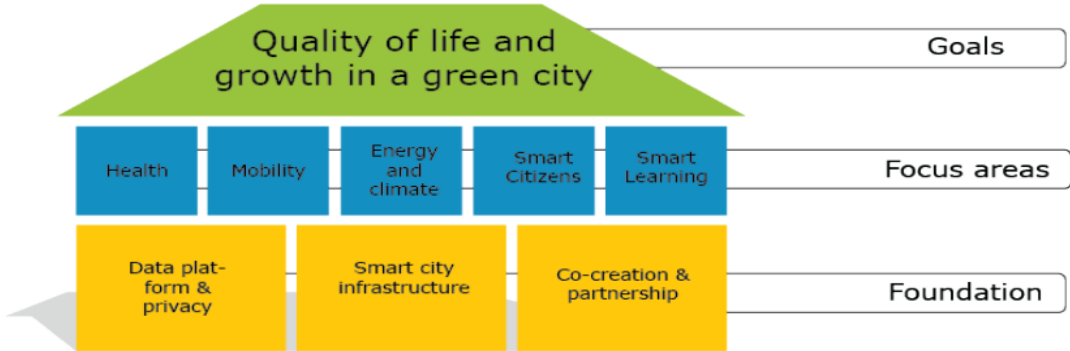 Quality of life and
growth in a green city
Goals
Health
Mobility
Energy
and
climate
Smart
Citizens
Smart
Learning
Focus areas
Data plat-
form &
privacy
Smart city
infrastructure
Co-creation &
partnership
Foundation